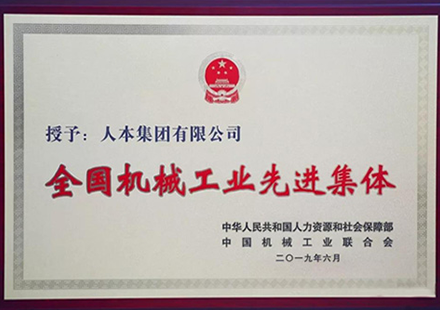 授予：人本集团有限公司
全国机械工业先进集体
中华人民共和国人力资源和社会保障部
中国机械工业联合会
二〇一九年六月